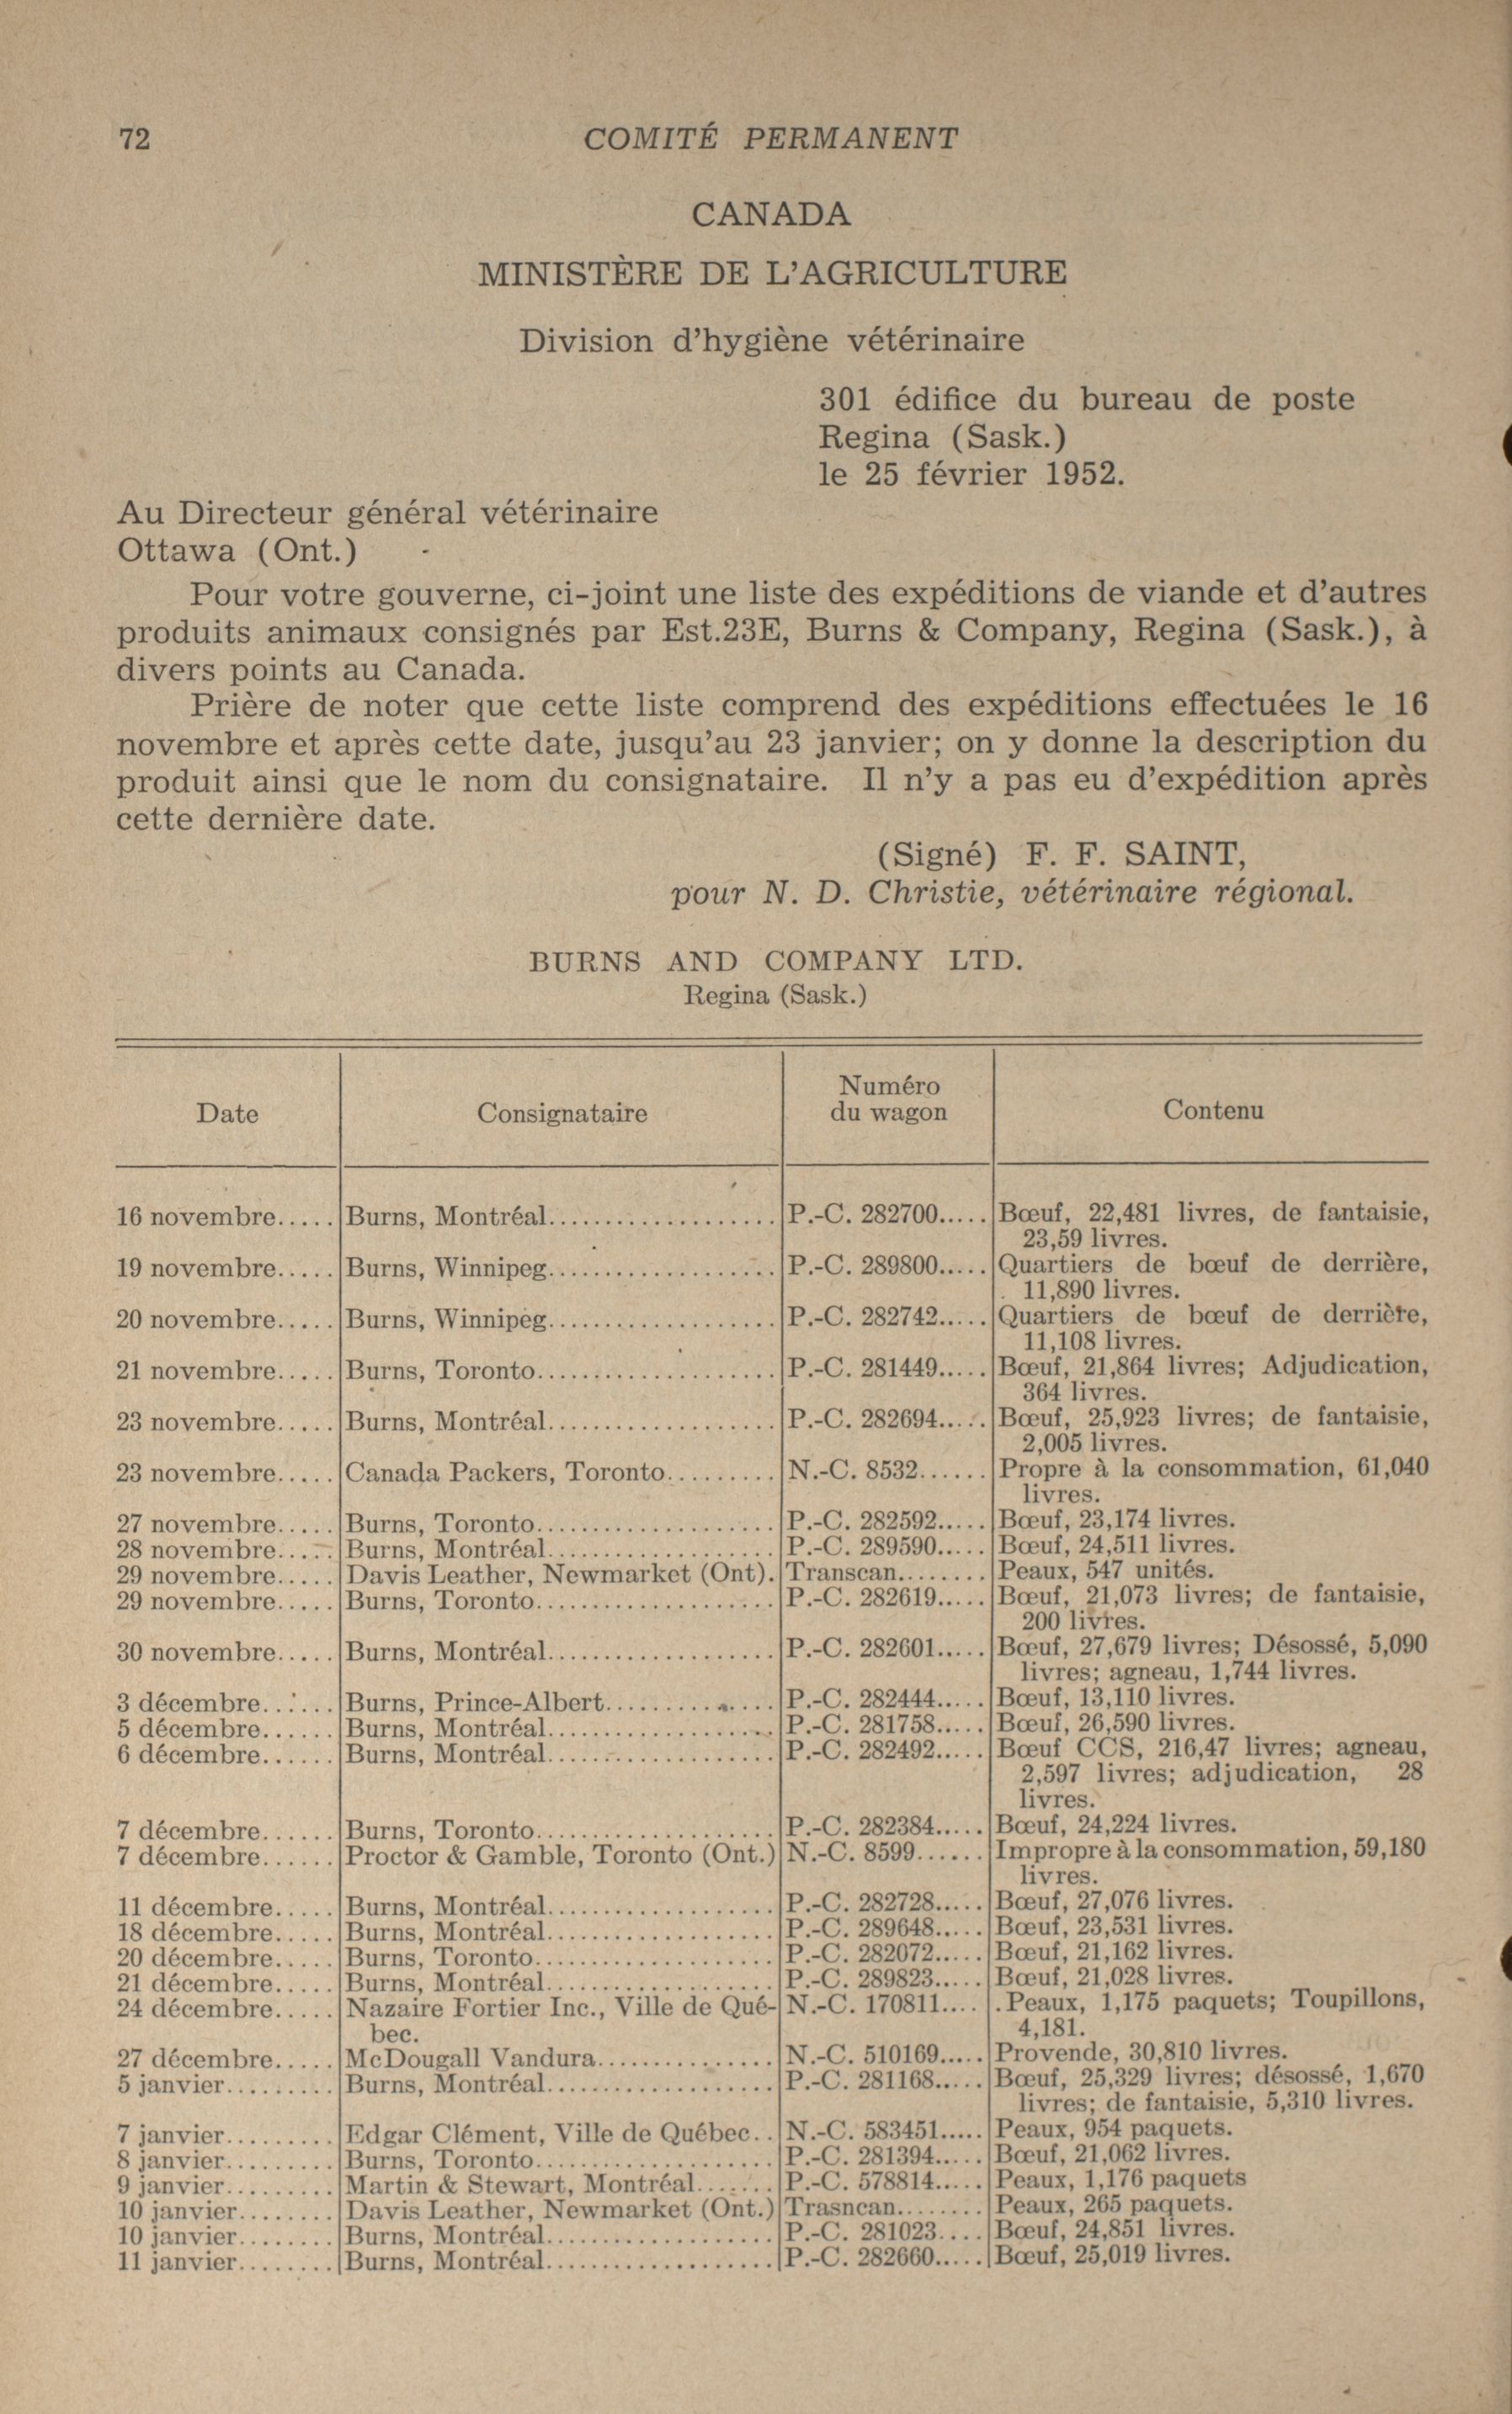 72 COMITÉ PERMANENT
CANADA
MINISTÈRE DE L'AGRICULTURE
Division d'hygiène vétérinaire
301 édifice du bureau de poste
Regina (Sask.)
le 25 février 1952.
Au Directeur général vétérinaire
Ottawa (Ont.)
Pour votre gouverne, ci-joint une liste des expéditions de viande et d'autres
produits animaux consignés par Est.23E, Burns & Company, Regina (Sask.), à
divers points au Canada.
Prière de noter que cette liste comprend des expéditions effectuées le 16
novembre et après cette date, jusqu'au 23 janvier; on y donne la description du
produit ainsi que le nom du consignataire. Il n'y a pas eu d'expédition après
cette dernière date.
(Signé) F. F. SAINT,
pour N. D. Christie, vétérinaire régional.
BURNS AND COMPANY LTD.
Regina (Sask.)
Date Consignataire Numéro
du wagon Contenu
16 novembre..... Burns, Montréal.................... P.-C. 282700..... Bœuf, 22,481 livres, de fantaisie,
23,59 livres.
19 novembre..... Burns, Winnipeg.................... P.-C. 289800..... Quartiers de bœuf de derrière,
11,890 livres.
20 novembre..... Burns, Winnipeg.................... P.-C. 282742..... Quartiers de bœuf de derrière,
11,108 livres.
21 novembre..... Burns, Toronto..................... P.-C. 281449..... Bœuf, 21,864 livres; Adjudication,
364 livres.
23 novembre..... Burns, Montréal.................... P.-C. 282694..... Bœuf, 25,923 livres; de fantaisie,
2,005 livres.
23 novembre..... Canada Packers, Toronto.......... N.-C. 8532...... Propre à la consommation, 61,040
livres.
27 novembre..... Burns, Toronto..................... P.-C. 282592..... Bœuf, 23,174 livres.
28 novembre..... Burns, Montréal.................... P.-C. 289590..... Bœuf, 24,511 livres.
29 novembre..... Davis Leather, Newmarket (Ont). Transcan........ Peaux, 547 unités.
29 novembre..... Burns, Toronto..................... P.-C. 282619..... Bœuf, 21,073 livres; de fantaisie,
200 livres.
30 novembre..... Burns, Montréal.................... P.-C. 282601..... Bœuf, 27,679 livres; Désossé, 5,090
livres; agneau, 1,744 livres.
3 décembre...... Burns, Prince-Albert............... P.-C. 282444..... Bœuf, 13,110 livres.
5 décembre...... Burns, Montréal.................... P.-C. 281758..... Bœuf, 26,590 livres.
6 décembre...... Burns, Montréal.................... P.-C. 282492..... Bœuf CCS, 216,47 livres; agneau,
2,597 livres; adjudication, 28
livres.
7 décembre...... Burns, Toronto..................... P.-C. 282384..... Bœuf, 24,224 livres.
7 décembre...... Proctor & Gamble, Toronto (Ont.) N.-C. 8599...... Impropre à la consommation, 59,180
livres.
11 décembre..... Burns, Montréal.................... P.-C. 282728..... Bœuf, 27,076 livres.
18 décembre..... Burns, Montréal.................... P.-C. 289648..... Bœuf, 23,531 livres.
20 décembre..... Burns, Toronto..................... P.-C. 282072..... Bœuf, 21,162 livres.
21 décembre..... Burns, Montréal.................... P.-C. 289823..... Bœuf, 21,028 livres.
24 décembre..... Nazaire Fortier Inc., Ville de Qué- N.-C. 170811.... .Peaux, 1,175 paquets; Toupillons,
bec. 4,181.
27 décembre..... McDougall Vandura................ N.-C. 510169..... Provende, 30,810 livres.
5 janvier......... Burns, Montréal.................... P.-C. 281168..... Bœuf, 25,329 livres; désossé, 1,670
livres; de fantaisie, 5,310 livres.
7 janvier......... Edgar Clément, Ville de Québec.. N.-C. 583451..... Peaux, 954 paquets.
8 janvier......... Burns, Toronto..................... P.-C. 281394..... Bœuf, 21,062 livres.
9 janvier......... Martin & Stewart, Montréal....... P.-C. 578814..... Peaux, 1,176 paquets
10 janvier........ Davis Leather, Newmarket (Ont.) Trasncan........ Peaux, 265 paquets.
10 janvier........ Burns, Montréal.................... P.-C. 281023.... Bœuf, 24,851 livres.
11 janvier........ Burns, Montréal.................... P.-C. 282660..... Bœuf, 25,019 livres.